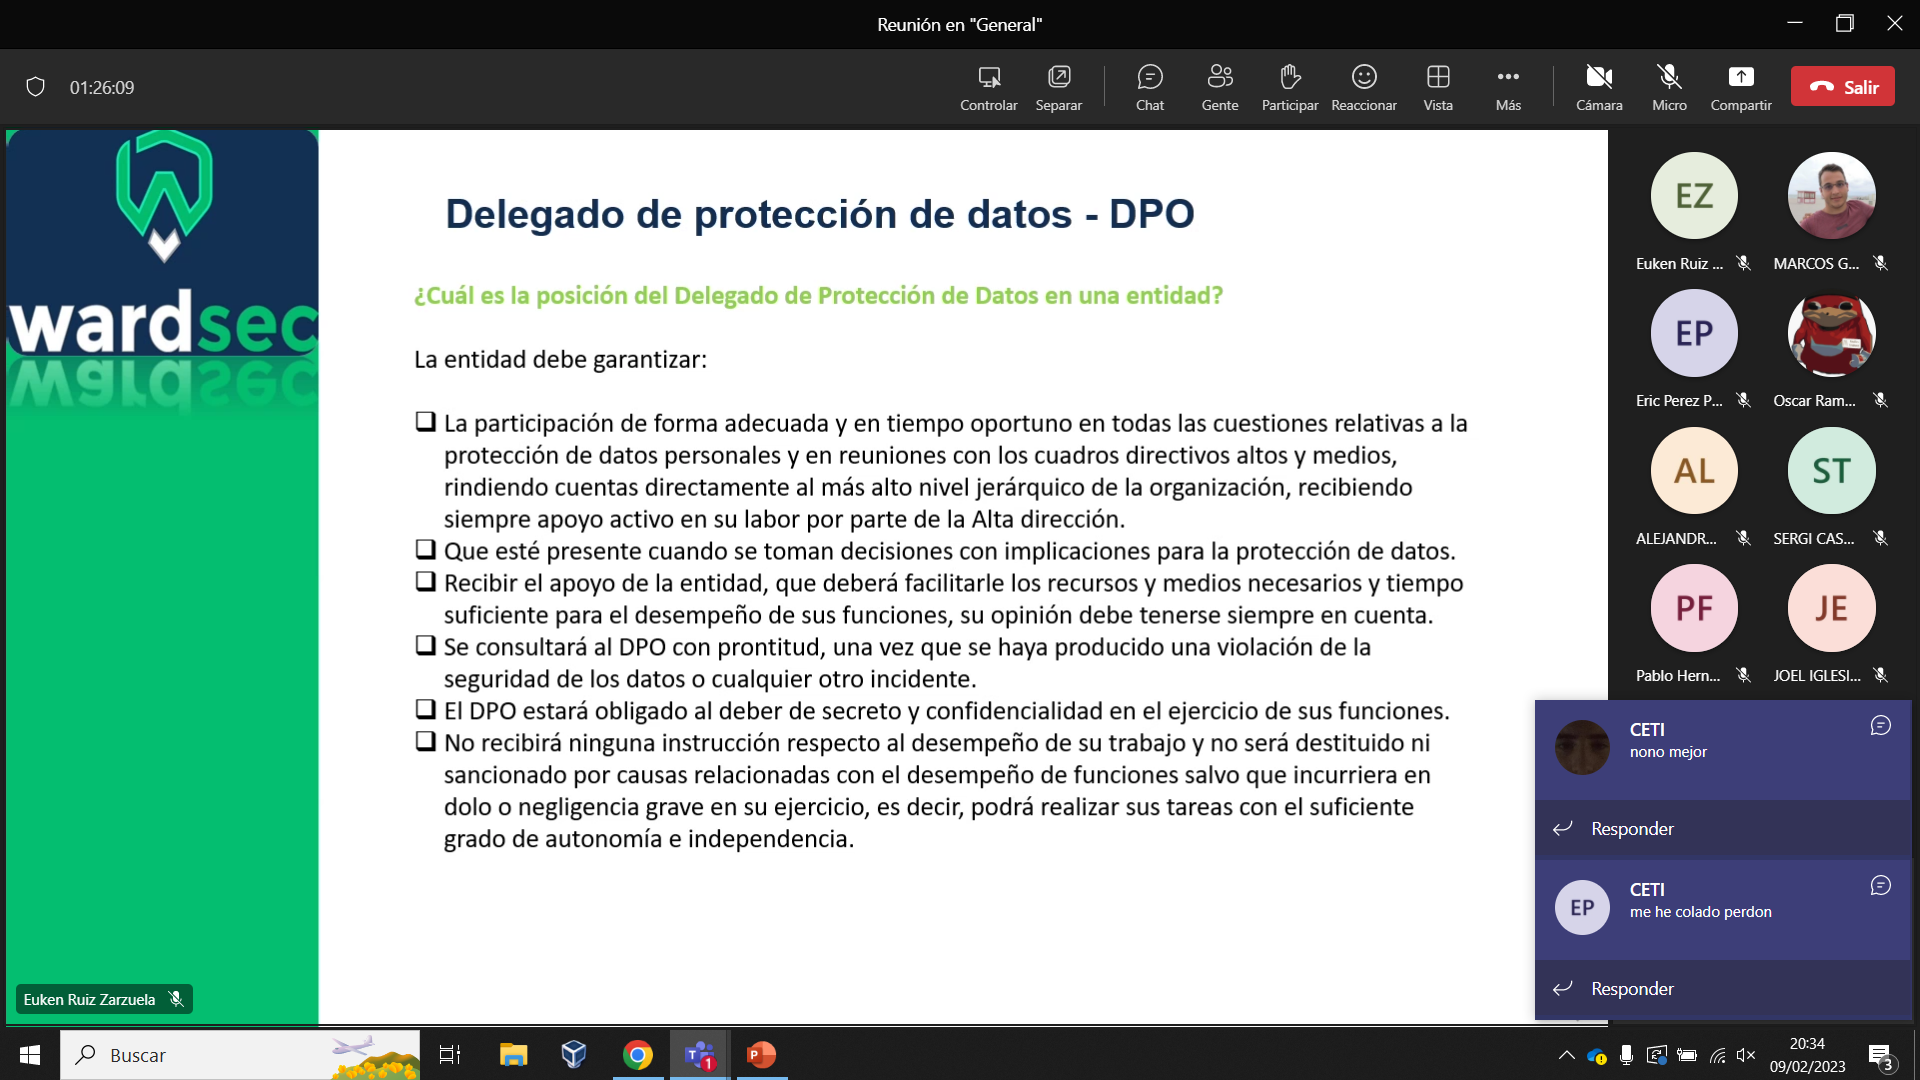 Reunión en "General"
01:26:09
Controlar
Separar
Chat
Gente
Participar
Reaccionar
Vista
Más
Cámara
Micro
Compartir
Salir
wardsec
Delegado de protección de datos - DPO
¿Cuál es la posición del Delegado de Protección de Datos en una entidad?
La entidad debe garantizar:
La participación de forma adecuada y en tiempo oportuno en todas las cuestiones relativas a la
protección de datos personales y en reuniones con los cuadros directivos altos y medios,
rindiendo cuentas directamente al más alto nivel jerárquico de la organización, recibiendo
siempre apoyo activo en su labor por parte de la Alta dirección.
Que esté presente cuando se toman decisiones con implicaciones para la protección de datos.
Recibir el apoyo de la entidad, que deberá facilitarle los recursos y medios necesarios y tiempo
suficiente para el desempeño de sus funciones, su opinión debe tenerse siempre en cuenta.
Se consultará al DPO con prontitud, una vez que se haya producido una violación de la
seguridad de los datos o cualquier otro incidente.
El DPO estará obligado al deber de secreto y confidencialidad en el ejercicio de sus funciones.
No recibirá ninguna instrucción respecto al desempeño de su trabajo y no será destituido ni
sancionado por causas relacionadas con el desempeño de funciones salvo que incurriera en
dolo o negligencia grave en su ejercicio, es decir, podrá realizar sus tareas con el suficiente
grado de autonomía e independencia.
Euken Ruiz Zarzuela
EZ
Euken Ruiz ...
MARCOS G...
EP
Eric Perez P...
Oscar Ram...
AL
ST
ALEJANDR...
SERGI CAS...
PF
JE
Pablo Hern...
JOEL IGLESI...
CETI
nono mejor
Responder
EP
CETI
me he colado perdon
Responder
Buscar
T
1
P
20:34
09/02/2023
3